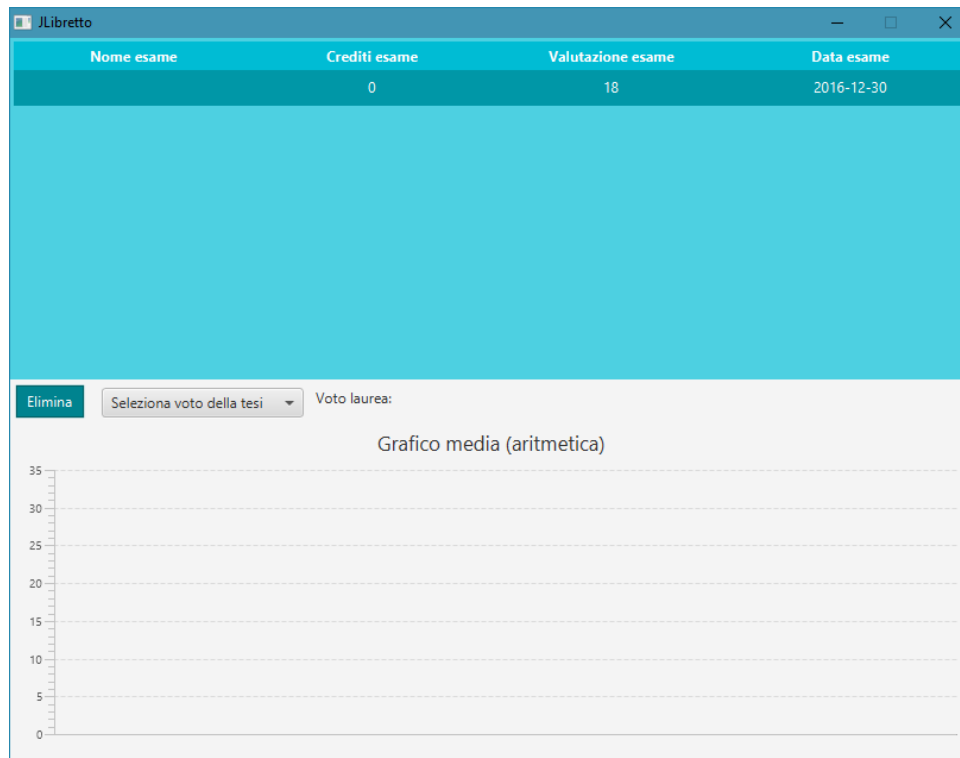 JLibretto
Nome esame Crediti esame Valutazione esame Data esame
0 18 2016-12-30
Elimina Seleziona voto della tesi Voto laurea:
Grafico media (aritmetica)
35
30
25
20
15
10
5
0